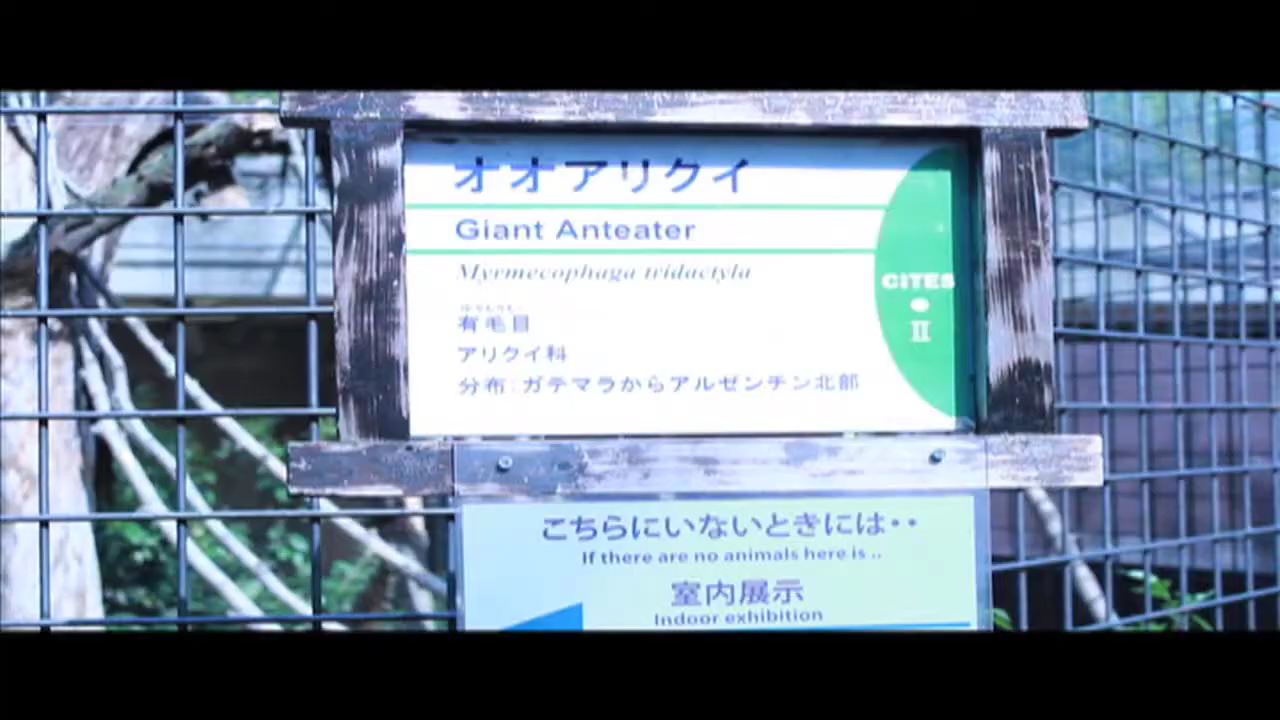 オオアリクイ
Giant Anteater
Myrmecophaga tridactyla
有毛目
アリクイ科
分布:ガテマラからアルゼンチン北部
CITES
●
II
こちらにいないときには・・
If there are no animals here is ..
室内展示
Indoor exhibition